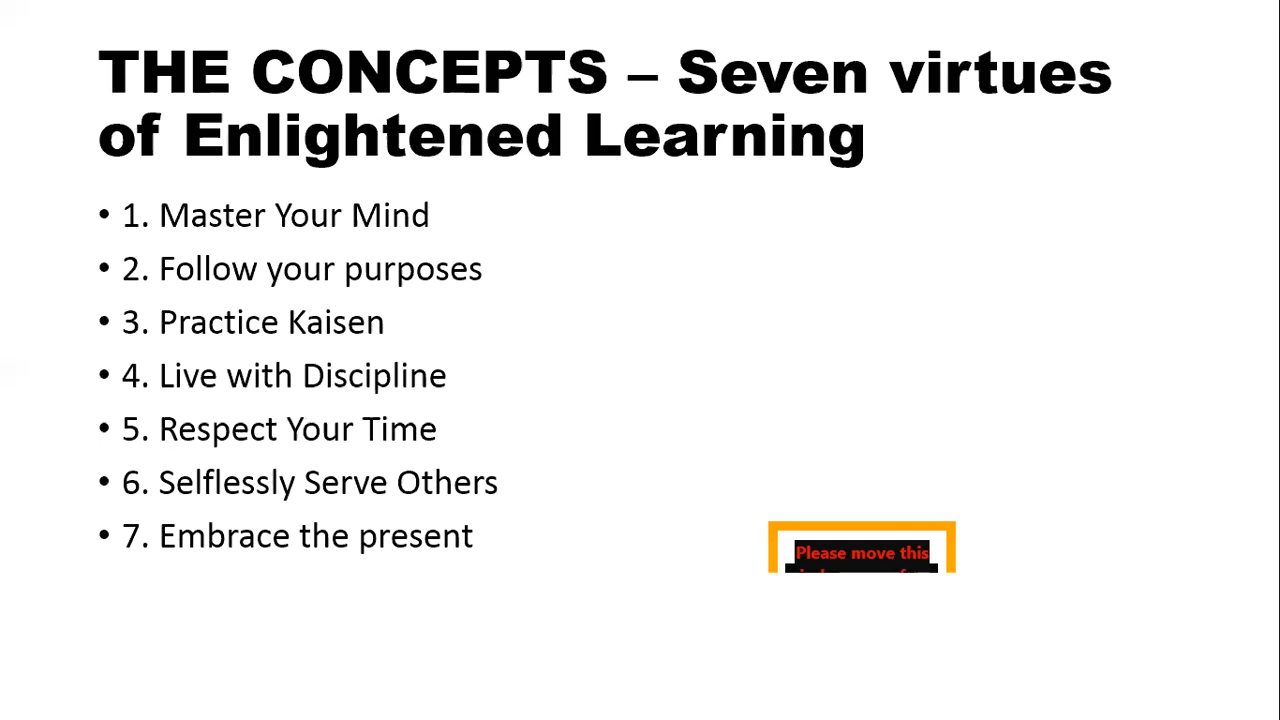 THE CONCEPTS – Seven virtues
of Enlightened Learning
• 1. Master Your Mind
• 2. Follow your purposes
• 3. Practice Kaisen
• 4. Live with Discipline
• 5. Respect Your Time
• 6. Selflessly Serve Others
• 7. Embrace the present
Please move this